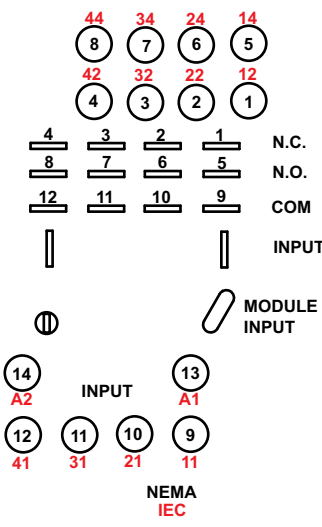 44 34 24 14
8 7 6 5
42 32 22 12
4 3 2 1
4 3 2 1 N.C.
8 7 6 5 N.O.
12 11 10 9 COM
INPUT
MODULE
INPUT
14 13
A2 INPUT A1
12 11 10 9
41 31 21 11
NEMA
IEC